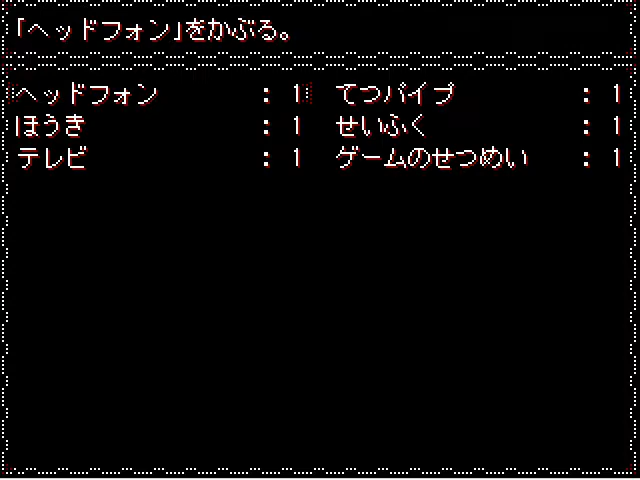 「ヘッドフォン」をかぶる。
ヘッドフォン : 1 てつパイプ : 1
ほうき : 1 せいふく : 1
テレビ : 1 ゲームのせつめい : 1